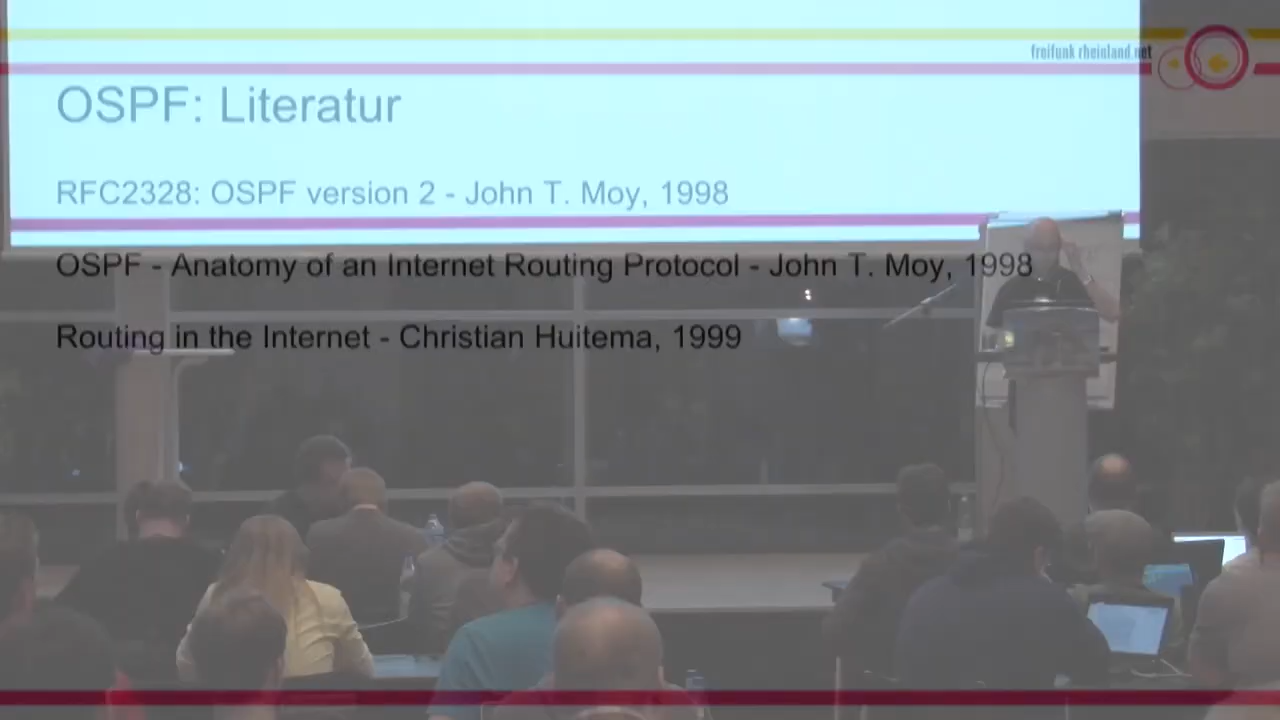 freifunk rheinland.net
OSPF: Literatur
RFC2328: OSPF version 2 - John T. Moy, 1998
OSPF - Anatomy of an Internet Routing Protocol - John T. Moy, 1998
Routing in the Internet - Christian Huitema, 1999